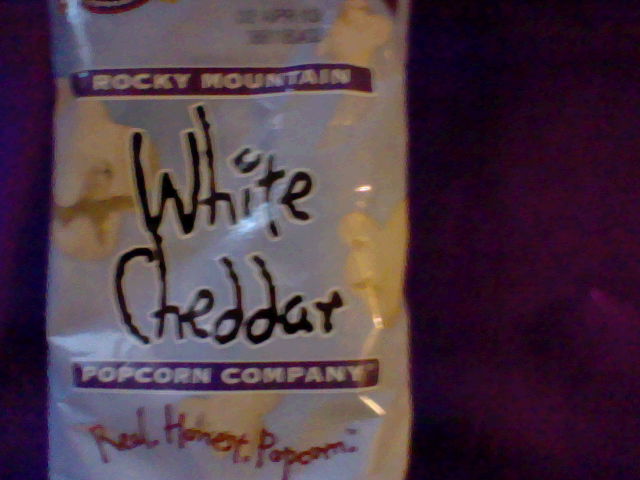 ROCKY MOUNTAIN
White
Cheddar
POPCORN COMPANY
Real. Honest. Popcorn.